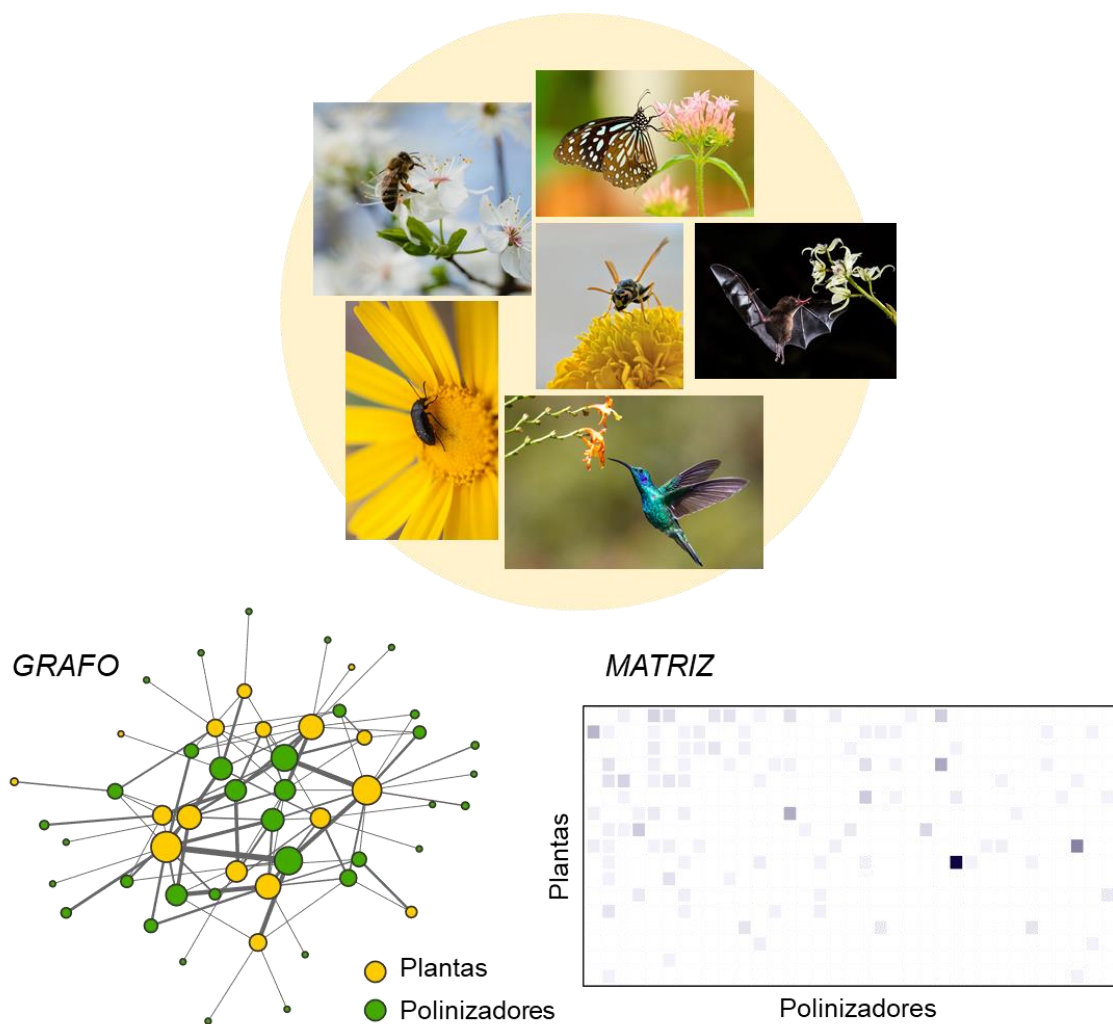 GRAFO
MATRIZ
Plantas
Polinizadores
Plantas
Polinizadores